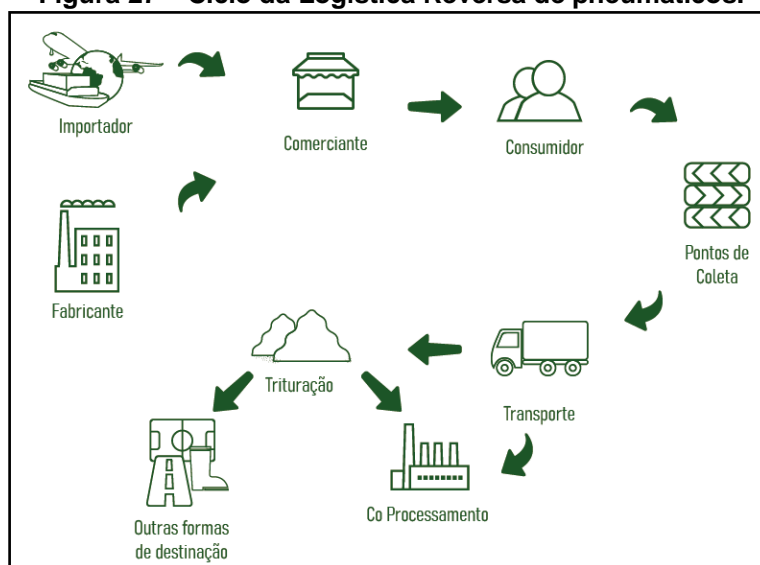 Figura 27 – Ciclo da Logística Reversa de pneumáticos.
Importador
Comerciante
Consumidor
Pontos de
Coleta
Fabricante
Trituração
Transporte
Co Processamento
Outras formas
de destinação